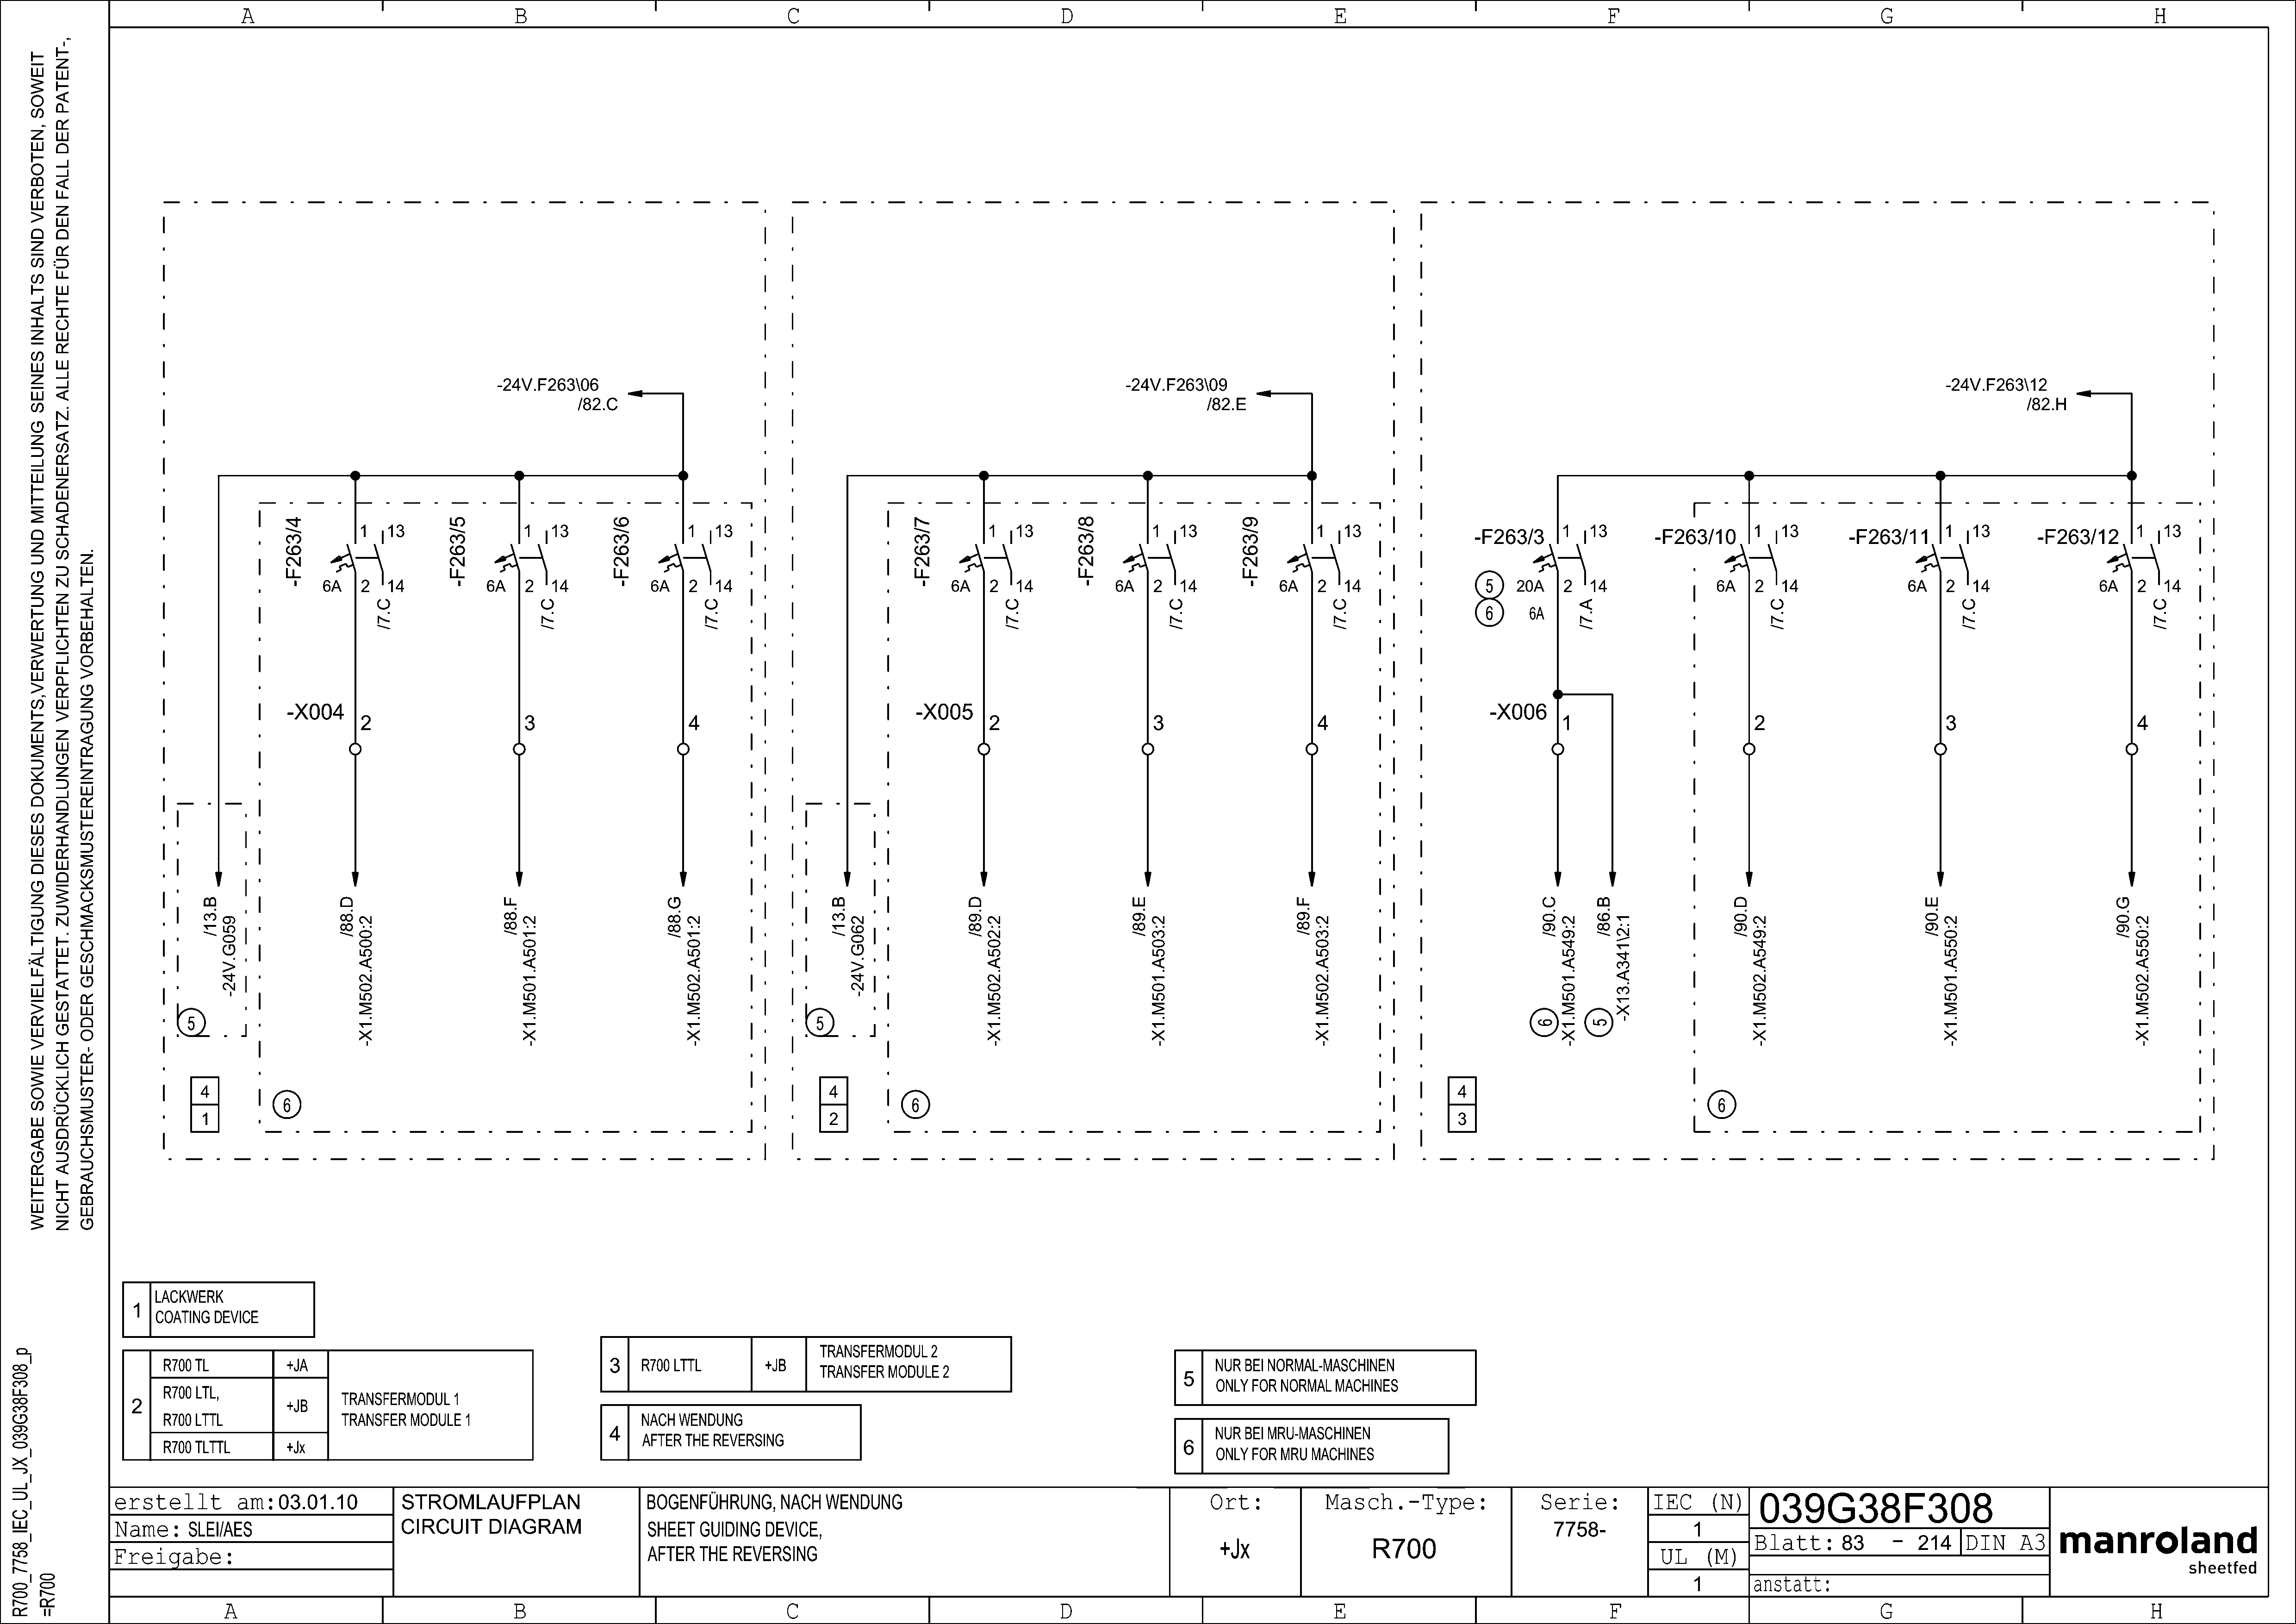 A B C D E F G H
WEITERGABE SOWIE VERVIELFÄLTIGUNG DIESES DOKUMENTS,VERWERTUNG UND MITTEILUNG SEINES INHALTS SIND VERBOTEN, SOWEIT
NICHT AUSDRÜCKLICH GESTATTET. ZUWIDERHANDLUNGEN VERPFLICHTEN ZU SCHADENERSATZ. ALLE RECHTE FÜR DEN FALL DER PATENT-,
GEBRAUCHSMUSTER- ODER GESCHMACKSMUSTEREINTRAGUNG VORBEHALTEN.
R700_7758_IEC_UL_JX_039G38F308_p
=R700
-24V.F263\06
/82.C
-F263/4
1 13
6A 2 14
/7.C
-F263/5
1 13
6A 2 14
/7.C
-F263/6
1 13
6A 2 14
/7.C
-X004
2
3
4
/13.B
-24V.G059
5
/88.D
-X1.M502.A500:2
/88.F
-X1.M501.A501:2
/88.G
-X1.M502.A501:2
4
1
6
-24V.F263\09
/82.E
-F263/7
1 13
6A 2 14
/7.C
-F263/8
1 13
6A 2 14
/7.C
-F263/9
1 13
6A 2 14
/7.C
-X005
2
3
4
/13.B
-24V.G062
5
/89.D
-X1.M502.A502:2
/89.E
-X1.M501.A503:2
/89.F
-X1.M502.A503:2
4
2
6
-24V.F263\12
/82.H
-F263/3
1 13
5 20A 2 14
6 6A
/7.A
-F263/10
1 13
6A 2 14
/7.C
-F263/11
1 13
6A 2 14
/7.C
-F263/12
1 13
6A 2 14
/7.C
-X006
1
2
3
4
/90.C
-X1.M501.A549:2
6
/86.B
-X13.A341\2:1
5
/90.D
-X1.M502.A549:2
/90.E
-X1.M501.A550:2
/90.G
-X1.M502.A550:2
4
3
6
1
LACKWERK
COATING DEVICE
2
R700 TL +JA
R700 LTL,
R700 LTTL +JB
R700 TLTTL +Jx
TRANSFERMODUL 1
TRANSFER MODULE 1
3 R700 LTTL +JB
TRANSFERMODUL 2
TRANSFER MODULE 2
4
NACH WENDUNG
AFTER THE REVERSING
5
NUR BEI NORMAL-MASCHINEN
ONLY FOR NORMAL MACHINES
6
NUR BEI MRU-MASCHINEN
ONLY FOR MRU MACHINES
erstellt am:03.01.10
Name: SLEI/AES
Freigabe:
STROMLAUFPLAN
CIRCUIT DIAGRAM
BOGENFÜHRUNG, NACH WENDUNG
SHEET GUIDING DEVICE,
AFTER THE REVERSING
Ort:
+Jx
Masch.-Type:
R700
Serie:
7758-
IEC (N)
1
UL (M)
1
039G38F308
Blatt: 83 - 214 DIN A3
anstatt:
manroland
sheetfed
A B C D E F G H